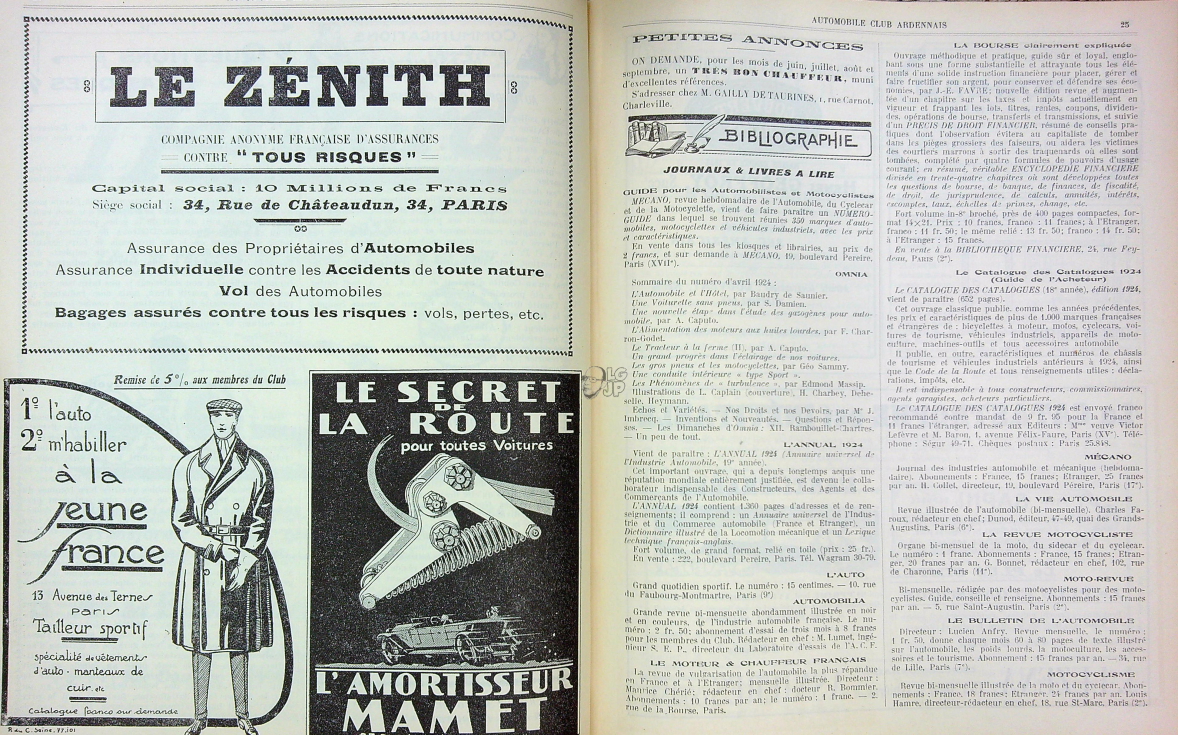 LE ZÉNITH
COMPAGNIE ANONYME FRANÇAISE D'ASSURANCES
CONTRE "TOUS RISQUES"
Capital social : 10 Millions de Francs
Siège social : 34, Rue de Châteaudun, 34, PARIS
Assurance des Propriétaires d'Automobiles
Assurance Individuelle contre les Accidents de toute nature
Vol des Automobiles
Bagages assurés contre tous les risques : vols, pertes, etc.
Remise de 5 % aux membres du Club
1º l'auto
2º m'habiller
à la
jeune
france
13 Avenue des Ternes
Paris
Tailleur sportif
spécialité de vêtements
d'auto - manteaux de
cuir. etc
Catalogue franco sur demande
R. du C. Seine. 77.101
LE SECRET
DE
LA ROUTE
pour toutes Voitures
L'AMORTISSEUR
MAMET
AUTOMOBILE CLUB ARDENNAIS
25
PETITES ANNONCES
ON DEMANDE, pour les mois de juin, juillet, août et
septembre, un TRÈS BON CHAUFFEUR, muni
d'excellentes références.
S'adresser chez M. GAILLY DE TAURINES, 1, rue Carnot,
Charleville.
BIBLIOGRAPHIE
JOURNAUX & LIVRES A LIRE
GUIDE pour les Automobilistes et Motocyclistes
MECANO, revue hebdomadaire de l'Automobile, du Cyclecar
et de la Motocyclette, vient de faire paraître un NUMERO-
GUIDE dans lequel se trouvent réunies 350 marques d'auto-
mobiles, motocyclettes et véhicules industriels, avec les prix
et caractéristiques.
En vente dans tous les kiosques et librairies, au prix de
2 francs, et sur demande à MECANO, 19, boulevard Pereire,
Paris (XVIIe).
OMNIA
Sommaire du numéro d'avril 1924 :
L'Automobile et l'Hôtel, par Baudry de Saunier.
Une Voiturette sans pneus, par S. Damien.
Une nouvelle étape dans l'étude des gazogènes pour auto-
mobile, par A. Caputo.
L'Alimentation des moteurs aux huiles lourdes, par F. Char-
ron-Godel.
Le Tracteur à la ferme (II), par A. Caputo.
Un grand progrès dans l'éclairage de nos voitures.
Les gros pneus et les motocyclettes, par Géo Sammy.
Une conduite intérieure « type Sport ».
Les Phénomènes de « turbulence », par Edmond Massip.
Illustrations de L. Caplain (couverture), H. Charbey, Dehe-
selle, Heymann.
Echos et Variétés. — Nos Droits et nos Devoirs, par Me J.
Imbrecq. — Inventions et Nouveautés. — Questions et Répon-
ses. — Les Dimanches d'Omnia : XII. Rambouillet-Chartres.
— Un peu de tout.
L'ANNUAL 1924
Vient de paraître : L'ANNUAL 1924 (Annuaire universel de
l'Industrie Automobile, 19e année).
Cet important ouvrage, qui a depuis longtemps acquis une
réputation mondiale entièrement justifiée, est devenu le colla-
borateur indispensable des Constructeurs, des Agents et des
Commerçants de l'Automobile.
L'ANNUAL 1924 contient 1.360 pages d'adresses et de ren-
seignements; il comprend : un Annuaire universel de l'Indus-
trie et du Commerce automobile (France et Etranger), un
Dictionnaire illustré de la Locomotion mécanique et un Lexique
technique français-anglais.
Fort volume, de grand format, relié en toile (prix : 25 fr.).
En vente : 222, boulevard Pereire, Paris. Tél. Wagram 30-79.
L'AUTO
Grand quotidien sportif. Le numéro : 15 centimes. — 10, rue
du Faubourg-Montmartre, Paris (9e)
AUTOMOBILIA
Grande revue bi-mensuelle abondamment illustrée en noir
et en couleurs, de l'industrie automobile française. Le nu-
méro : 2 fr. 50; abonnement d'essai de trois mois à 8 francs
pour les membres du Club. Rédacteur en chef : M. Lumet, ingé-
nieur S. E. P., directeur du Laboratoire d'essais de l'A. C. F.
LE MOTEUR & CHAUFFEUR FRANÇAIS
La revue de vulgarisation de l'automobile la plus répandue
en France et à l'Etranger; mensuelle illustrée. Directeur :
Maurice Chérié; rédacteur en chef : docteur B. Bommier.
Abonnements : 10 francs par an; le numéro : 1 franc. — 2.
rue de la Bourse, Paris.
LA BOURSE clairement expliquée
Ouvrage méthodique et pratique, guide sûr et loyal, englo-
bant sous une forme substantielle et attrayante tous les élé-
ments d'une solide instruction financière pour placer, gérer et
faire fructifier son argent, pour conserver et défendre ses éco-
nomies, par J.-E. FAVRE; nouvelle édition revue et augmen-
tée d'un chapitre sur les taxes et impôts actuellement en
vigueur et frappant les lots, titres, rentes, coupons, dividen-
des, opérations de bourse, transferts et transmissions, et suivie
d'un PRECIS DE DROIT FINANCIER, résumé de conseils pra-
tiques dont l'observation évitera au capitaliste de tomber
dans les pièges grossiers des faiseurs, ou aidera les victimes
des courtiers marrons à sortir des traquenards où elles sont
tombées, complété par quatre formules de pouvoirs d'usage
courant; en résumé, véritable ENCYCLOPEDIE FINANCIERE
divisée en trente-quatre chapitres où sont développées toutes
les questions de bourse, de banque, de finances, de fiscalité,
de droit, de jurisprudence, de calculs, annuités, intérêts,
escomptes, taux, échelles de primes, change, etc.
Fort volume in-8e broché, près de 400 pages compactes, for-
mat 14×24. Prix : 10 francs, franco : 11 francs; à l'Etranger,
franco : 11 fr. 50; le même relié : 13 fr. 50; franco : 14 fr. 50;
à l'Etranger : 15 francs.
En vente à la BIBLIOTHEQUE FINANCIERE, 24, rue Fey-
deau, Paris (2e).
Le Catalogue des Catalogues 1924
(Guide de l'Acheteur)
Le CATALOGUE DES CATALOGUES (18e année), édition 1924,
vient de paraître (652 pages).
Cet ouvrage classique publie, comme les années précédentes,
les prix et caractéristiques de plus de 1.000 marques françaises
et étrangères de : bicyclettes à moteur, motos, cyclecars, voi-
tures de tourisme, véhicules industriels, appareils de moto-
culture, machines-outils et tous accessoires automobile
Il publie, en outre, caractéristiques et numéros de châssis
de tourisme et véhicules industriels antérieurs à 1924, ainsi
que le Code de la Route et tous renseignements utiles : décla-
rations, impôts, etc.
Il est indispensable à tous constructeurs, commissionnaires,
agents garagistes, acheteurs particuliers.
Le CATALOGUE DES CATALOGUES 1924 est envoyé franco
recommandé contre mandat de 9 fr. 95 pour la France et
11 francs l'étranger, adressé aux Editeurs : Mme veuve Victor
Lefèvre et M. Baron, 1, avenue Félix-Faure, Paris (XVe). Télé-
phone : Ségur 40-71. Chèques postaux : Paris 25.848.
MÉCANO
Journal des industries automobile et mécanique (hebdoma-
daire). Abonnements : France, 15 francs; Etranger, 25 francs
par an. H. Collet, directeur, 19, boulevard Pereire, Paris (17e).
LA VIE AUTOMOBILE
Revue illustrée de l'automobile (bi-mensuelle). Charles Fa-
roux, rédacteur en chef; Dunod, éditeur, 47-49, quai des Grands-
Augustins, Paris (6e).
LA REVUE MOTOCYCLISTE
Organe bi-mensuel de la moto, du sidecar et du cyclecar.
Le numéro : 1 franc. Abonnements : France, 15 francs; Etran-
ger, 20 francs par an. G. Bonnet, rédacteur en chef, 102, rue
de Charonne, Paris (11e).
MOTO-REVUE
Bi-mensuelle, rédigée par des motocyclistes pour des moto-
cyclistes. Guide, conseille et renseigne. Abonnements : 15 francs
par an. — 5, rue Saint-Augustin, Paris (2e).
LE BULLETIN DE L'AUTOMOBILE
Directeur : Lucien Anfry. Revue mensuelle, le numéro :
1 fr. 50, donne chaque mois 60 à 80 pages de texte illustré
sur l'automobile, les poids lourds, la motoculture, les acces-
soires et le tourisme. Abonnement : 15 francs par an. — 34, rue
de Lille, Paris (7e).
MOTOCYCLISME
Revue bi-mensuelle illustrée de la moto et du cyclecar. Abon-
nements : France, 18 francs; Etranger, 24 francs par an. Louis
Hamre, directeur-rédacteur en chef, 18, rue St-Marc, Paris (2e).